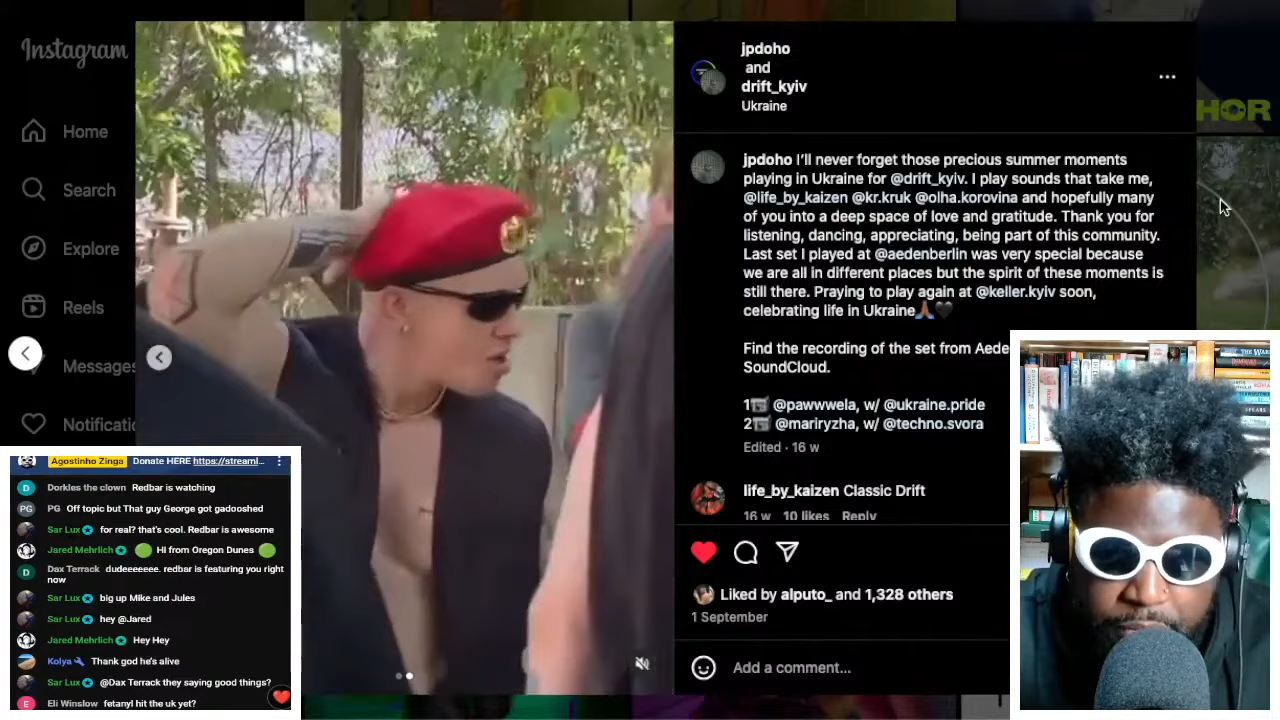 Instagram
Home
Search
Explore
Reels
Messages
Notificatio
jpdoho
and
drift_kyiv
Ukraine
jpdoho I'll never forget those precious summer moments
playing in Ukraine for @drift_kyiv. I play sounds that take me,
@life_by_kaizen @kr.kruk @olha.korovina and hopefully many
of you into a deep space of love and gratitude. Thank you for
listening, dancing, appreciating, being part of this community.
Last set I played at @aedenberlin was very special because
we are all in different places but the spirit of these moments is
still there. Praying to play again at @keller.kyiv soon,
celebrating life in Ukraine🙏🏾🖤
Find the recording of the set from Aede
SoundCloud.
1📹 @pawwwela, w/ @ukraine.pride
2📹 @mariryzha, w/ @techno.svora
Edited · 16 w
life_by_kaizen Classic Drift
16 w 10 likes Reply
Liked by alputo_ and 1,328 others
1 September
Add a comment...
HOR
Agostinho Zinga Donate HERE https://streaml...
D Dorkles the clown Redbar is watching
PG PG Off topic but That guy George got gadooshed
Sar Lux for real? that's cool. Redbar is awesome
Jared Mehrlich 🟢 HI from Oregon Dunes 🟢
D Dax Terrack dudeeeeeee. redbar is featuring you right
now
Sar Lux big up Mike and Jules
Sar Lux hey @Jared
Jared Mehrlich Hey Hey
Kolya Thank god he's alive
Sar Lux @Dax Terrack they saying good things?
E Eli Winslow fetanyl hit the uk yet?